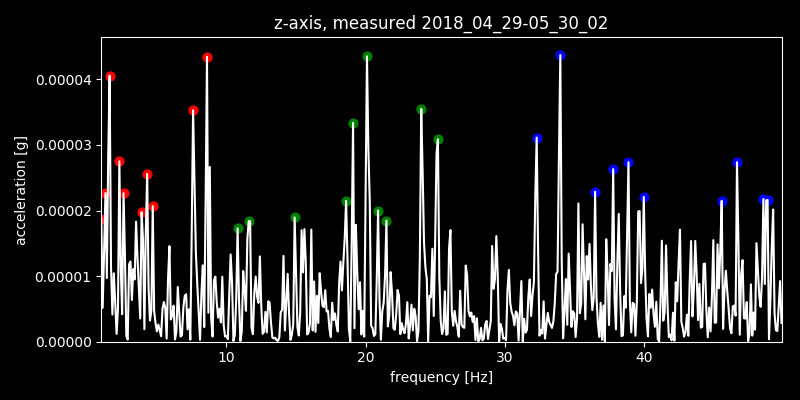 z-axis, measured 2018_04_29-05_30_02
0.00004
0.00003
0.00002
0.00001
0.00000
acceleration [g]
10 20 30 40
frequency [Hz]